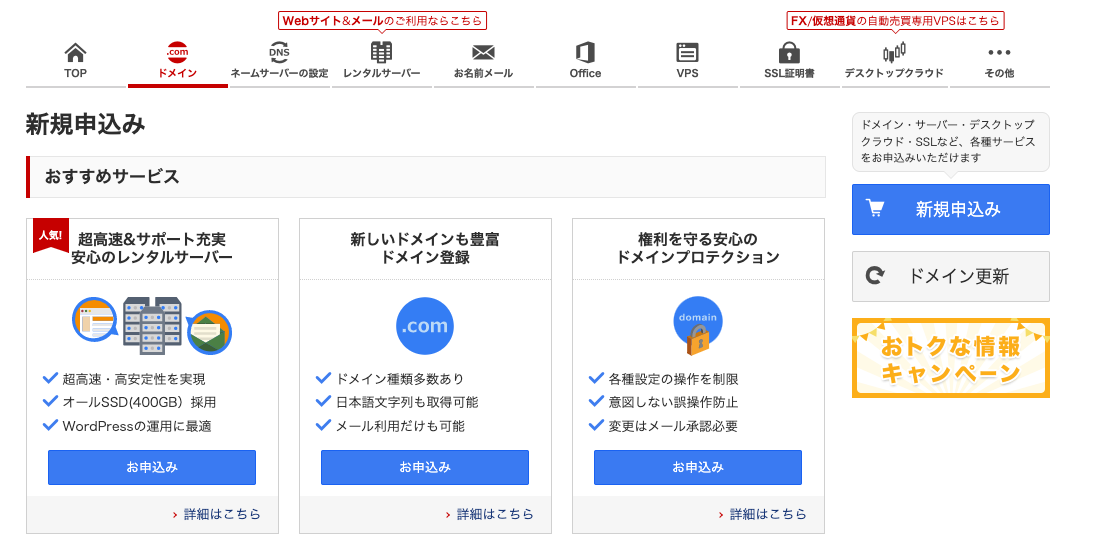 Webサイト&メールのご利用ならこちら
FX/仮想通貨の自動売買専用VPSはこちら
.com
DNS
TOP
ドメイン
ネームサーバーの設定
レンタルサーバー
お名前メール
Office
VPS
SSL証明書
デスクトップクラウド
その他
新規申込み
おすすめサービス
人気!
超高速&サポート充実
安心のレンタルサーバー
超高速・高安定性を実現
オールSSD(400GB）採用
WordPressの運用に最適
お申込み
詳細はこちら
新しいドメインも豊富
ドメイン登録
.com
ドメイン種類多数あり
日本語文字列も取得可能
メール利用だけも可能
お申込み
詳細はこちら
権利を守る安心の
ドメインプロテクション
domain
各種設定の操作を制限
意図しない誤操作防止
変更はメール承認必要
お申込み
詳細はこちら
ドメイン・サーバー・デスクトップ
クラウド・SSLなど、各種サービス
をお申込みいただけます
新規申込み
ドメイン更新
おトクな情報
キャンペーン